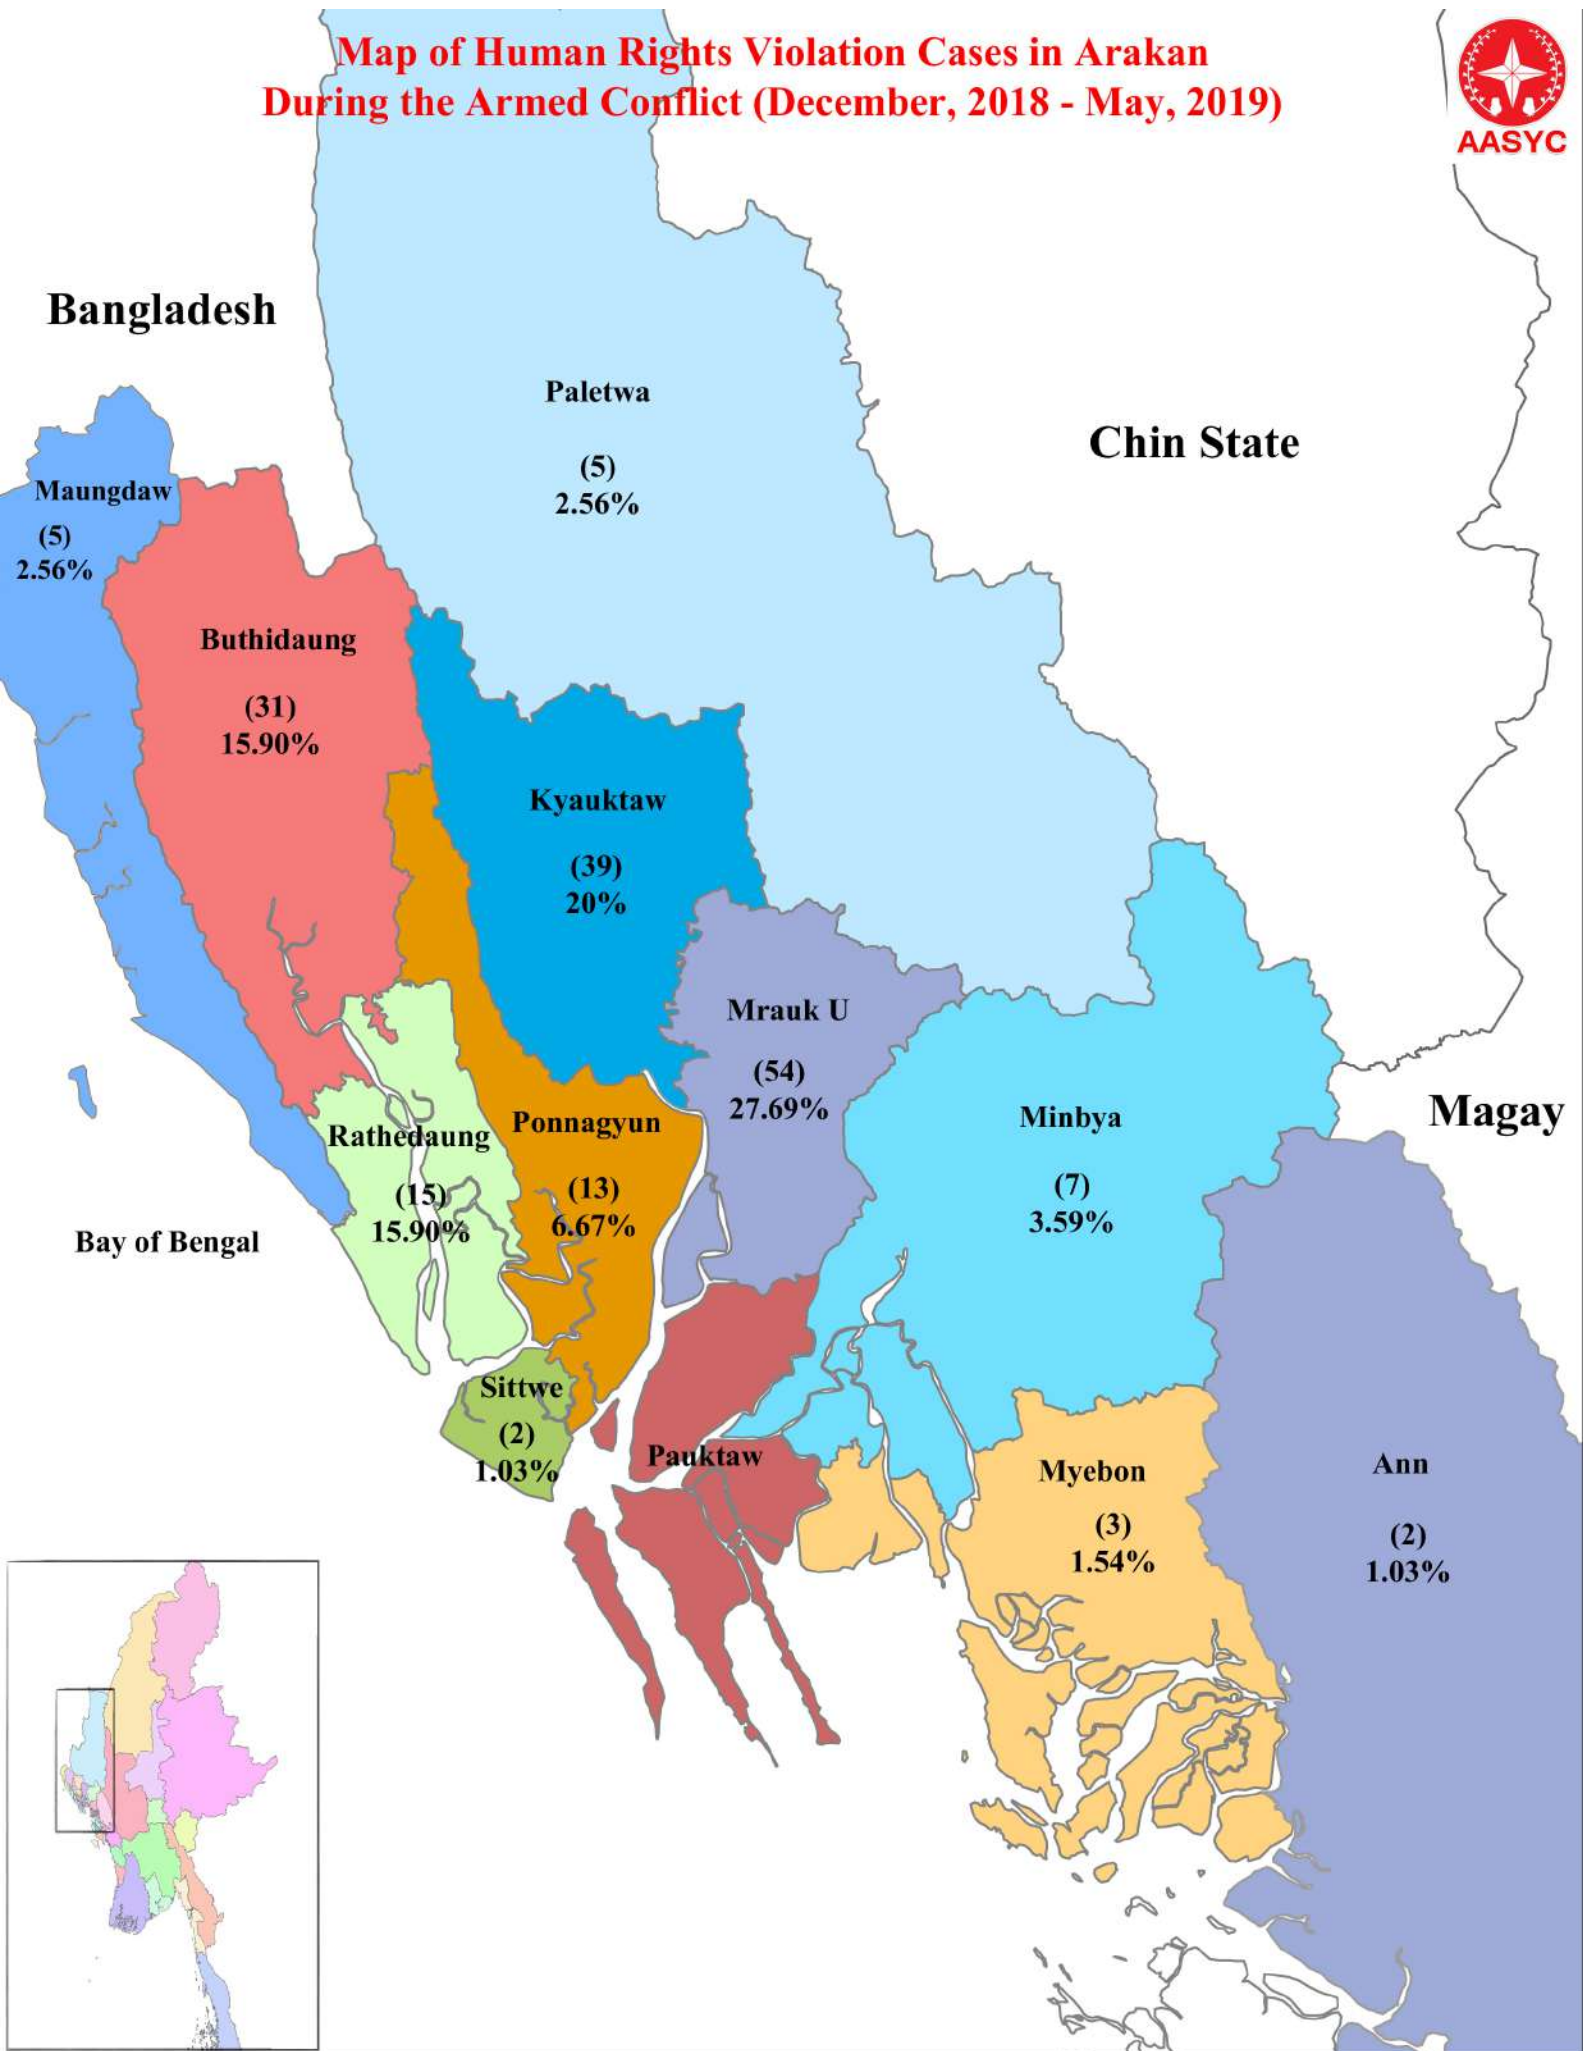 Map of Human Rights Violation Cases in Arakan
During the Armed Conflict (December, 2018 - May, 2019)
AASYC
Bangladesh
Paletwa
(5)
2.56%
Chin State
Maungdaw
(5)
2.56%
Buthidaung
(31)
15.90%
Kyauktaw
(39)
20%
Mrauk U
(54)
27.69%
Minbya
(7)
3.59%
Magay
Rathedaung
(15)
15.90%
Ponnagyun
(13)
6.67%
Bay of Bengal
Sittwe
(2)
1.03%
Pauktaw
Myebon
(3)
1.54%
Ann
(2)
1.03%